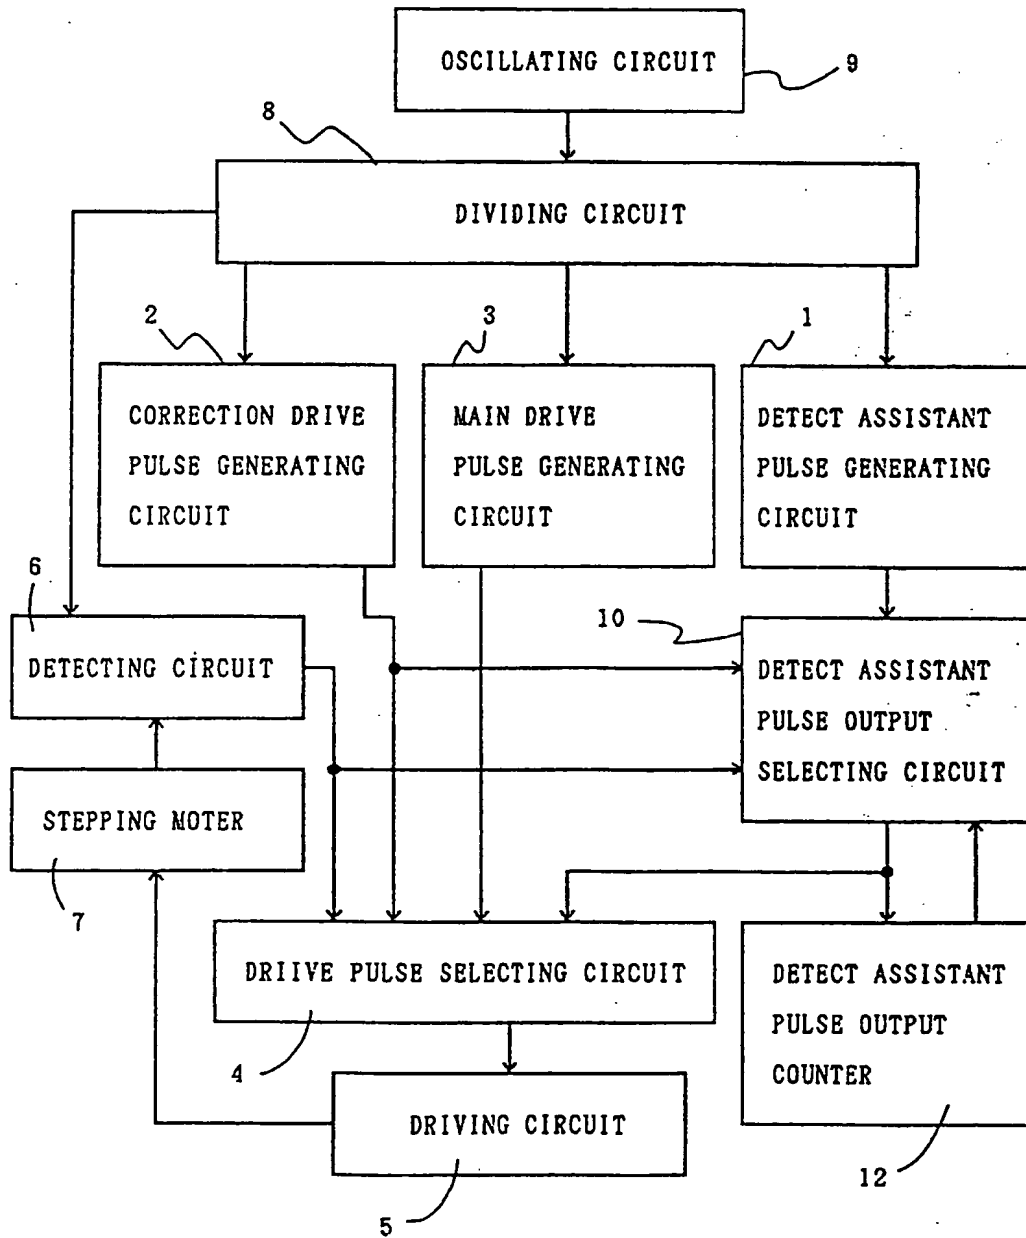 OSCILLATING CIRCUIT
9
8
DIVIDING CIRCUIT
2
3
1
CORRECTION DRIVE
PULSE GENERATING
CIRCUIT
MAIN DRIVE
PULSE GENERATING
CIRCUIT
DETECT ASSISTANT
PULSE GENERATING
CIRCUIT
6
10
DETECTING CIRCUIT
DETECT ASSISTANT
PULSE OUTPUT
SELECTING CIRCUIT
STEPPING MOTER
7
DRIIVE PULSE SELECTING CIRCUIT
4
DETECT ASSISTANT
PULSE OUTPUT
COUNTER
DRIVING CIRCUIT
5
12